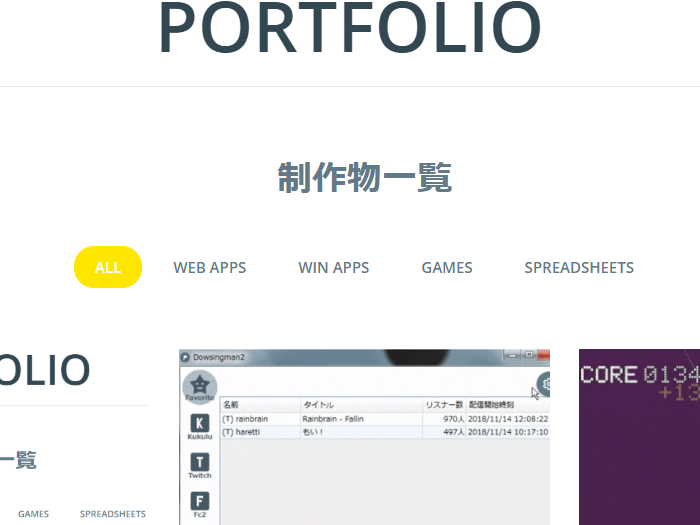 PORTFOLIO
制作物一覧
ALL WEB APPS WIN APPS GAMES SPREADSHEETS
OLIO
一覧
GAMES SPREADSHEETS
Dowsingman2
Favorite
名前 タイトル リスナー数 配信開始時刻
(T) rainbrain Rainbrain - Fallin 970人 2018/11/14 12:08:22
(T) haretti もい！ 497人 2018/11/14 10:17:10
K
Kukulu
T
Twitch
F
Fc2
CORE 0134
+13